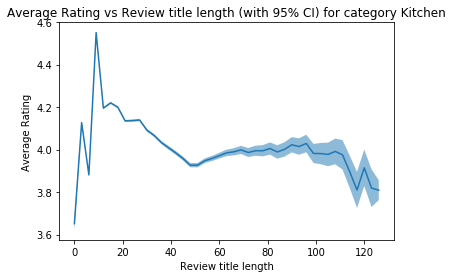 Average Rating vs Review title length (with 95% CI) for category Kitchen
4.6
4.4
4.2
4.0
3.8
3.6
Average Rating
0 20 40 60 80 100 120
Review title length